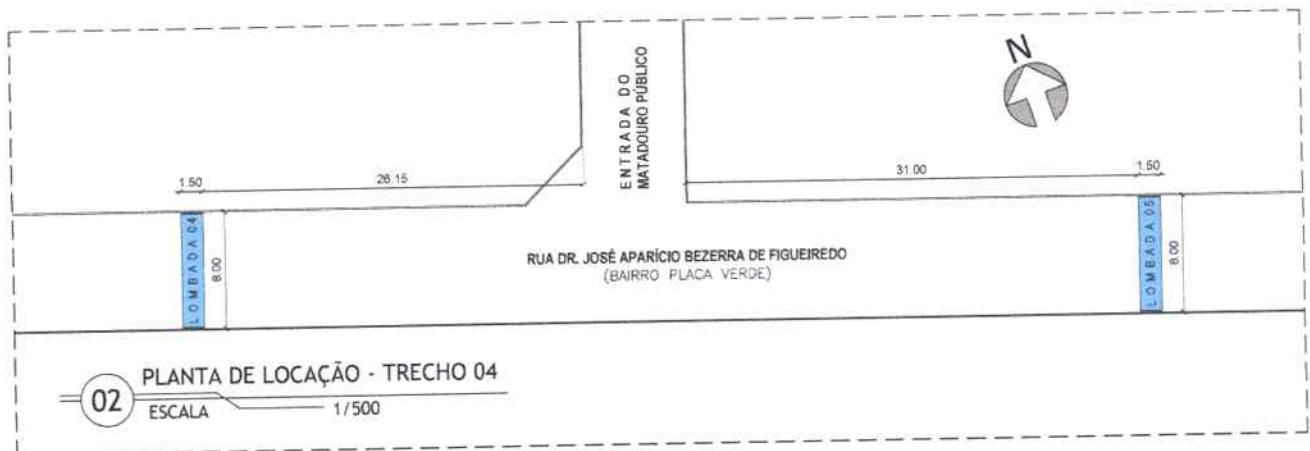 N
ENTRADA DO
MATADOURO PÚBLICO
1.50
26.15
31.00
1.50
LOMBADA 04
8.00
RUA DR. JOSÉ APARÍCIO BEZERRA DE FIGUEIREDO
(BAIRRO PLACA VERDE)
LOMBADA 05
8.00
02
PLANTA DE LOCAÇÃO - TRECHO 04
ESCALA 1/500